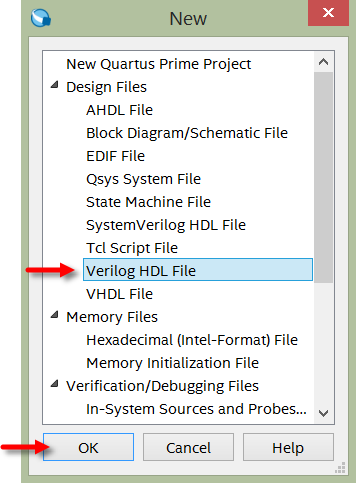 New
New Quartus Prime Project
Design Files
AHDL File
Block Diagram/Schematic File
EDIF File
Qsys System File
State Machine File
SystemVerilog HDL File
Tcl Script File
Verilog HDL File
VHDL File
Memory Files
Hexadecimal (Intel-Format) File
Memory Initialization File
Verification/Debugging Files
In-System Sources and Probes...
OK Cancel Help